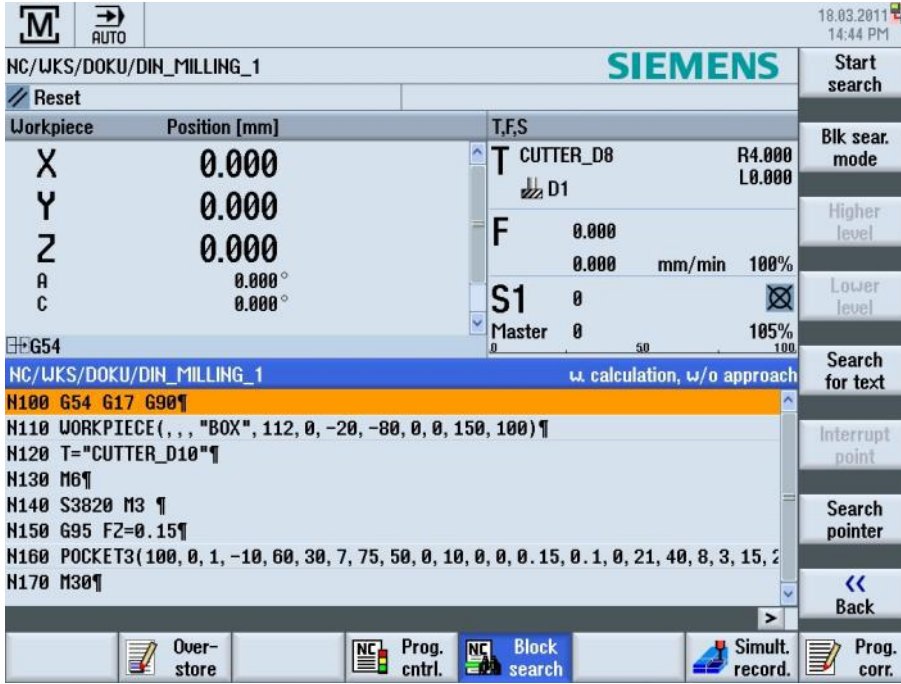 M AUTO
18.03.2011
14:44 PM
NC/WKS/DOKU/DIN_MILLING_1
SIEMENS
Reset
Workpiece Position [mm]
X 0.000
Y 0.000
Z 0.000
A 0.000°
C 0.000°
G54
T,F,S
T CUTTER_D8 R4.000
D1 L0.000
F 0.000
0.000 mm/min 100%
S1 0
Master 0 105%
0 50 100
NC/WKS/DOKU/DIN_MILLING_1 w. calculation, w/o approach
N100 G54 G17 G90¶
N110 WORKPIECE(,,,"BOX",112,0,-20,-80,0,0,150,100)¶
N120 T="CUTTER_D10"¶
N130 M6¶
N140 S3820 M3 ¶
N150 G95 FZ=0.15¶
N160 POCKET3(100,0,1,-10,60,30,7,75,50,0,10,0,0,0.15,0.1,0,21,40,8,3,15,2
N170 M30¶
>
Start
search
Blk sear.
mode
Higher
level
Lower
level
Search
for text
Interrupt
point
Search
pointer
<<
Back
Over-
store
NC Prog.
cntrl.
NC Block
search
Simult.
record.
Prog.
corr.